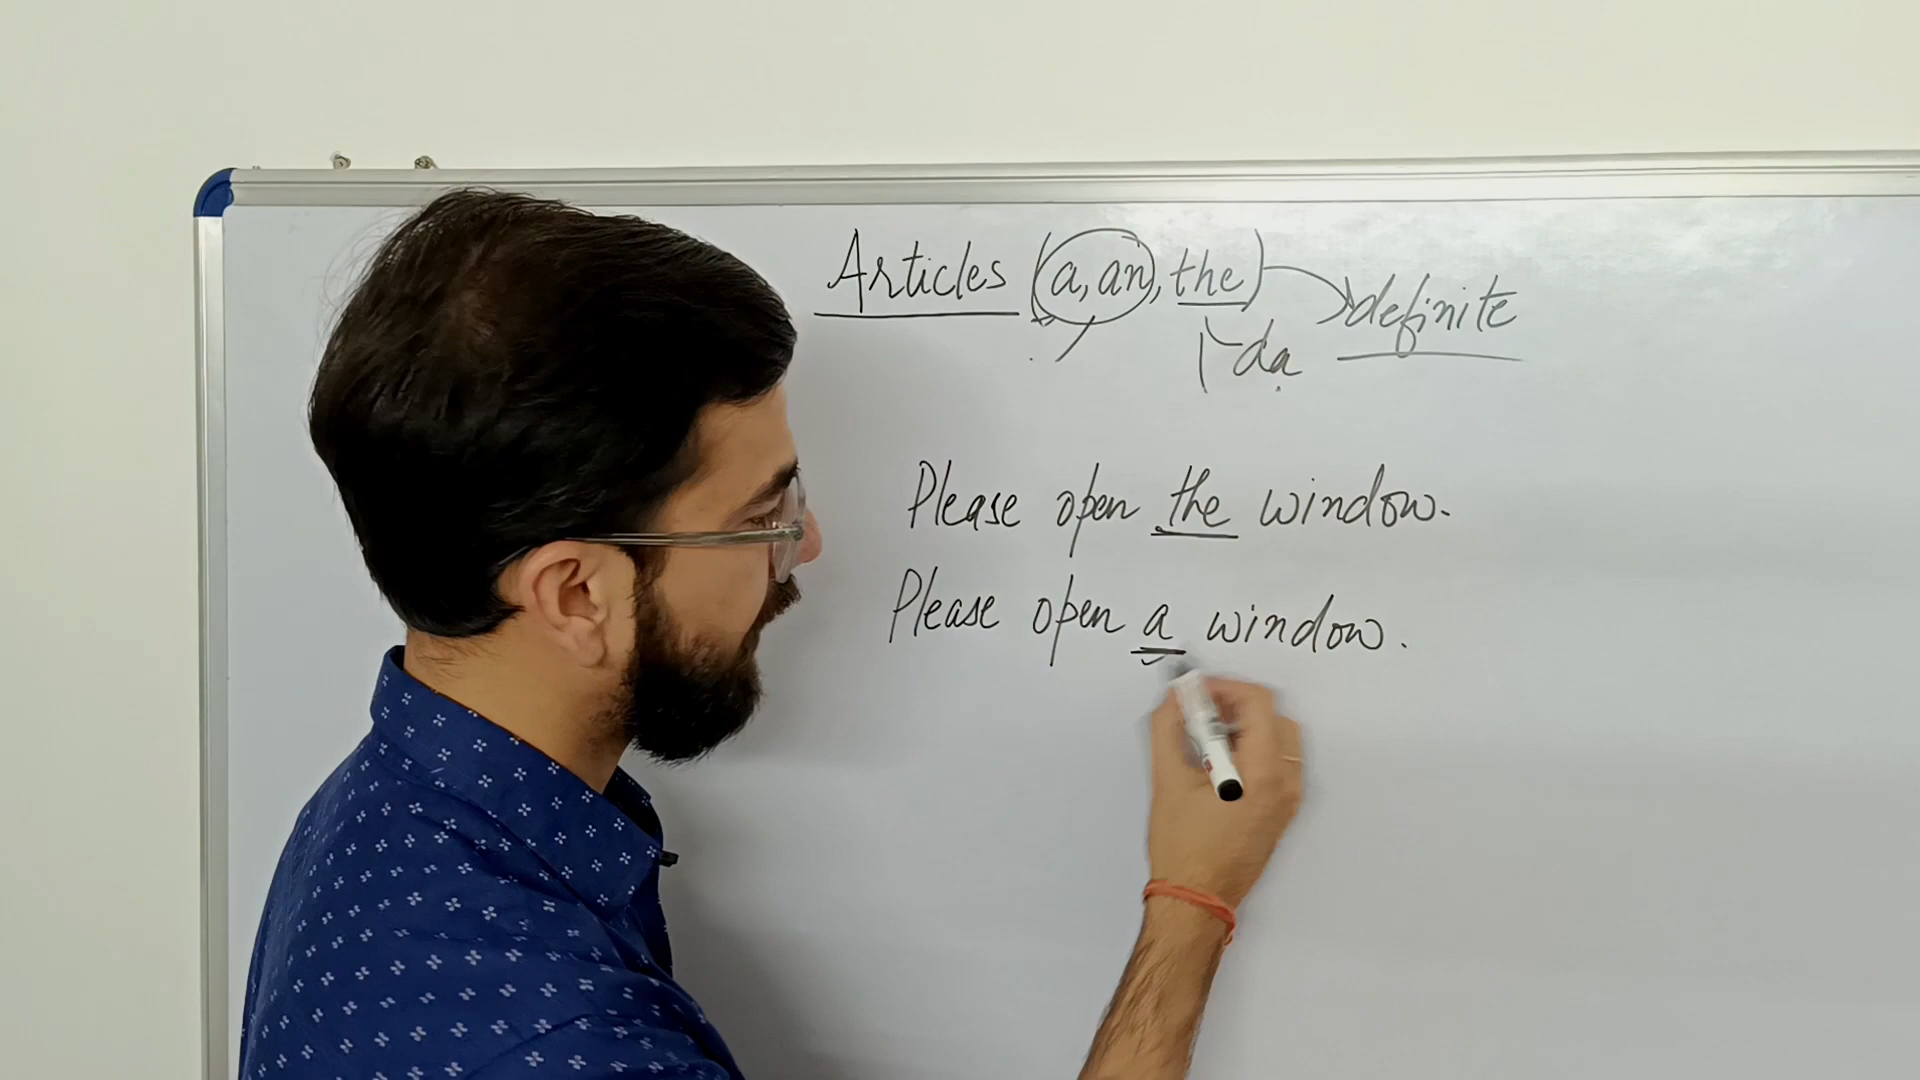 Articles (a, an, the) definite
da
Please open the window.
Please open a window.